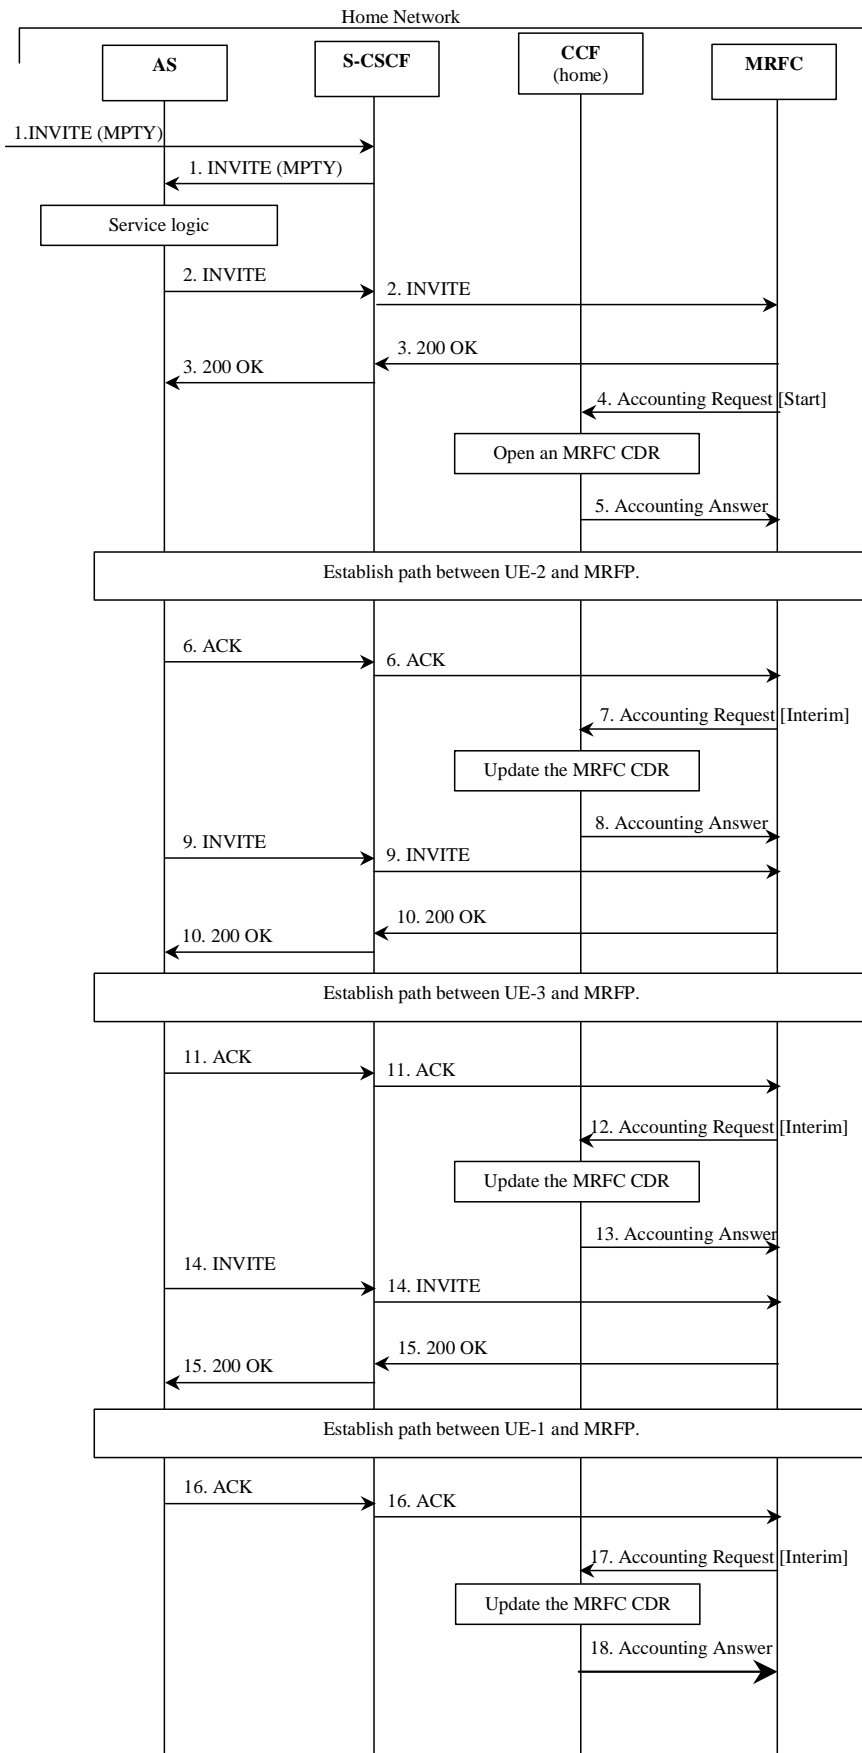 Home Network
AS
S-CSCF
CCF
(home)
MRFC
1.INVITE (MPTY)
1. INVITE (MPTY)
Service logic
2. INVITE
2. INVITE
3. 200 OK
3. 200 OK
4. Accounting Request [Start]
Open an MRFC CDR
5. Accounting Answer
Establish path between UE-2 and MRFP.
6. ACK
6. ACK
7. Accounting Request [Interim]
Update the MRFC CDR
8. Accounting Answer
9. INVITE
9. INVITE
10. 200 OK
10. 200 OK
Establish path between UE-3 and MRFP.
11. ACK
11. ACK
12. Accounting Request [Interim]
Update the MRFC CDR
13. Accounting Answer
14. INVITE
14. INVITE
15. 200 OK
15. 200 OK
Establish path between UE-1 and MRFP.
16. ACK
16. ACK
17. Accounting Request [Interim]
Update the MRFC CDR
18. Accounting Answer